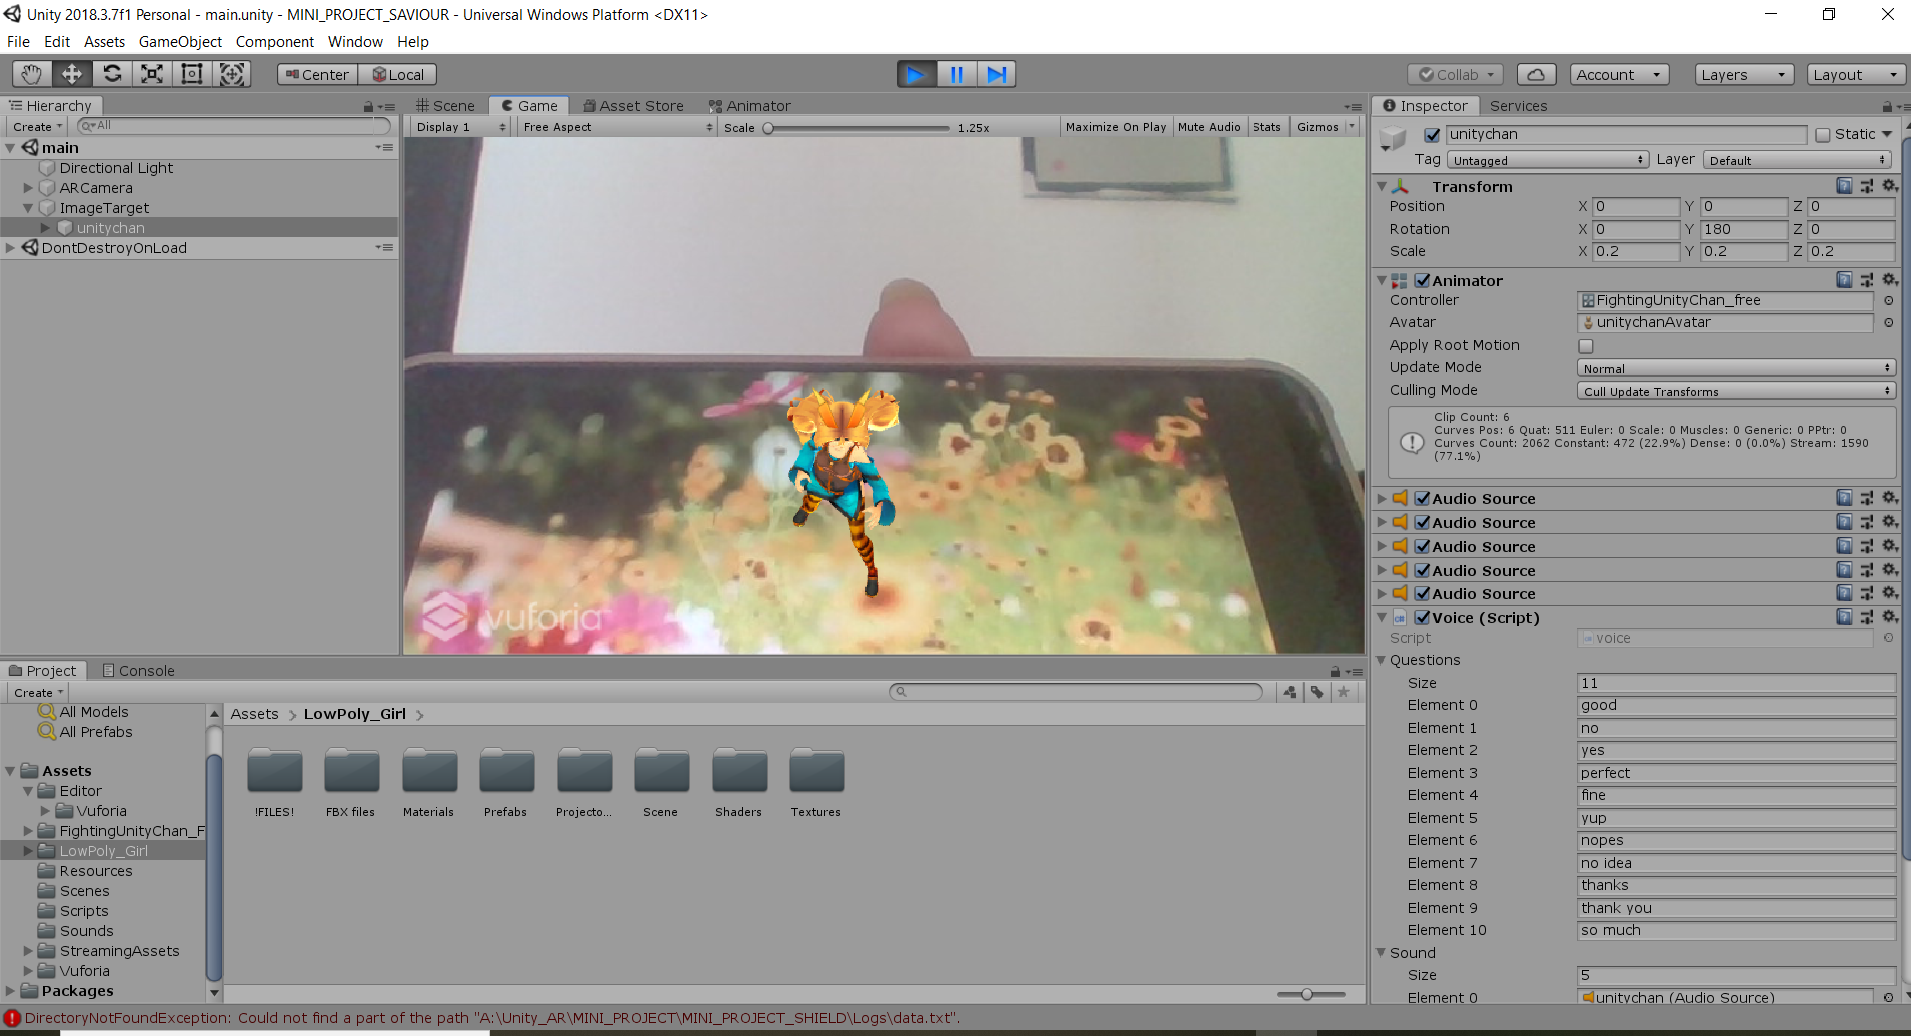 Unity 2018.3.7f1 Personal - main.unity - MINI_PROJECT_SAVIOUR - Universal Windows Platform <DX11>
File Edit Assets GameObject Component Window Help
Center Local Collab Account Layers Layout
Hierarchy
Create All
main
Directional Light
ARCamera
ImageTarget
unitychan
DontDestroyOnLoad
Scene Game Asset Store Animator
Display 1 Free Aspect Scale 1.25x Maximize On Play Mute Audio Stats Gizmos
vuforia
Inspector Services
unitychan Static
Tag Untagged Layer Default
Transform
Position X 0 Y 0 Z 0
Rotation X 0 Y 180 Z 0
Scale X 0.2 Y 0.2 Z 0.2
Animator
Controller FightingUnityChan_free
Avatar unitychanAvatar
Apply Root Motion
Update Mode Normal
Culling Mode Cull Update Transforms
Clip Count: 6
Curves Pos: 6 Quat: 511 Euler: 0 Scale: 0 Muscles: 0 Generic: 0 PPtr: 0
Curves Count: 2062 Constant: 472 (22.9%) Dense: 0 (0.0%) Stream: 1590
(77.1%)
Audio Source
Audio Source
Audio Source
Audio Source
Audio Source
Voice (Script)
Script voice
Questions
Size 11
Element 0 good
Element 1 no
Element 2 yes
Element 3 perfect
Element 4 fine
Element 5 yup
Element 6 nopes
Element 7 no idea
Element 8 thanks
Element 9 thank you
Element 10 so much
Sound
Size 5
Element 0 unitychan (Audio Source)
Project Console
Create
All Models
All Prefabs
Assets
Editor
Vuforia
FightingUnityChan_F
LowPoly_Girl
Resources
Scenes
Scripts
Sounds
StreamingAssets
Vuforia
Packages
Assets LowPoly_Girl
!FILES! FBX files Materials Prefabs Projecto... Scene Shaders Textures
DirectoryNotFoundException: Could not find a part of the path "A:\Unity_AR\MINI_PROJECT\MINI_PROJECT_SHIELD\Logs\data.txt".